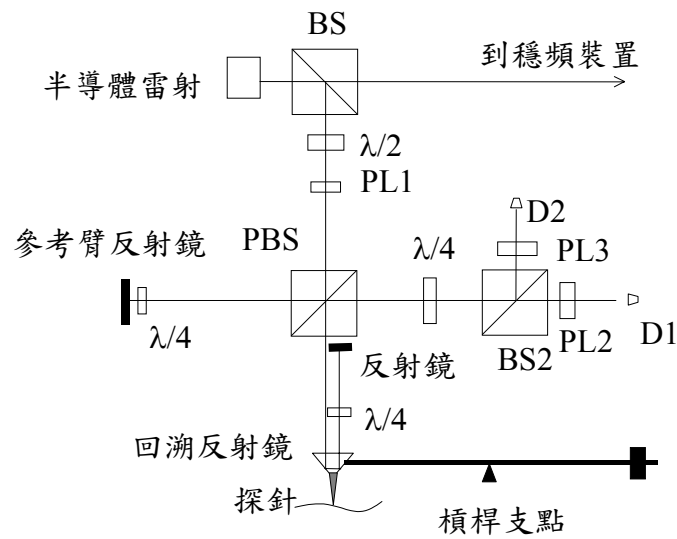 BS
半導體雷射
到穩頻裝置
λ/2
PL1
D2
參考臂反射鏡
PBS
λ/4
PL3
λ/4
BS2
PL2
D1
反射鏡
λ/4
回溯反射鏡
探針
槓桿支點